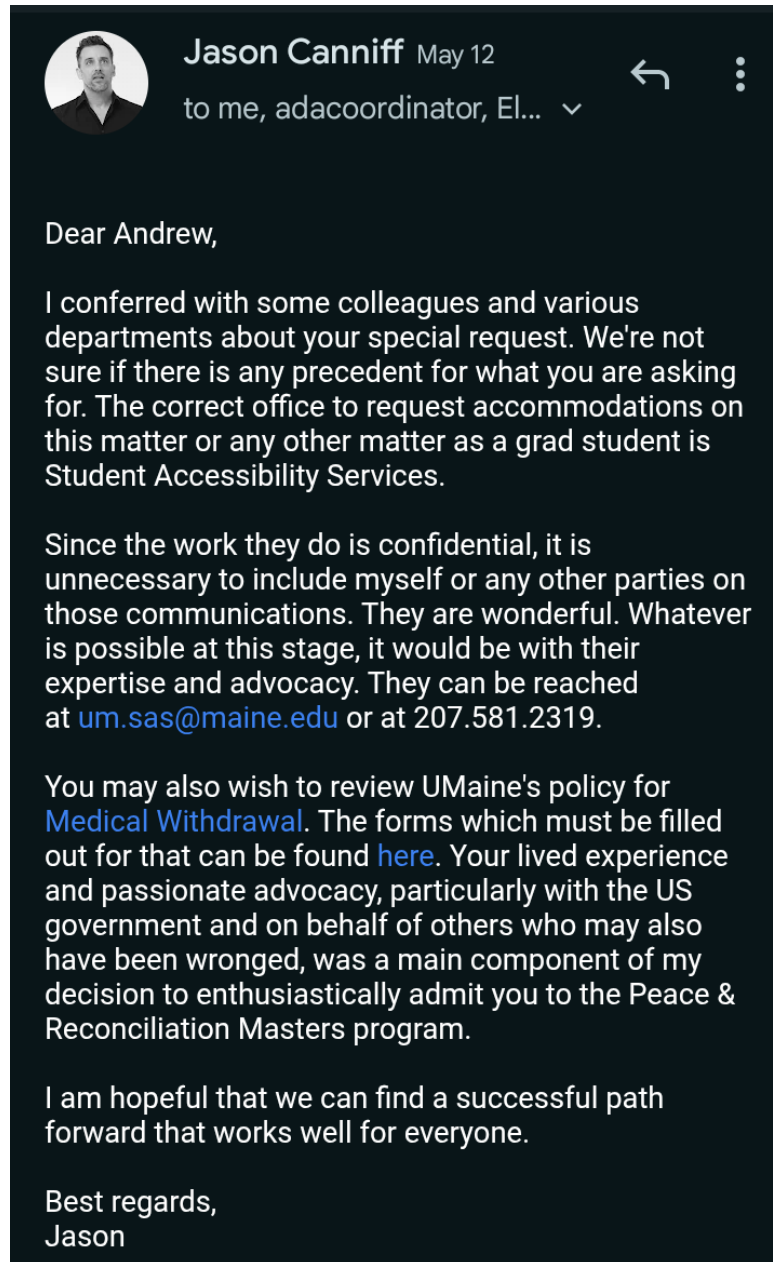 Jason Canniff May 12
to me, adacoordinator, El...
Dear Andrew,
I conferred with some colleagues and various
departments about your special request. We're not
sure if there is any precedent for what you are asking
for. The correct office to request accommodations on
this matter or any other matter as a grad student is
Student Accessibility Services.
Since the work they do is confidential, it is
unnecessary to include myself or any other parties on
those communications. They are wonderful. Whatever
is possible at this stage, it would be with their
expertise and advocacy. They can be reached
at um.sas@maine.edu or at 207.581.2319.
You may also wish to review UMaine's policy for
Medical Withdrawal. The forms which must be filled
out for that can be found here. Your lived experience
and passionate advocacy, particularly with the US
government and on behalf of others who may also
have been wronged, was a main component of my
decision to enthusiastically admit you to the Peace &
Reconciliation Masters program.
I am hopeful that we can find a successful path
forward that works well for everyone.
Best regards,
Jason